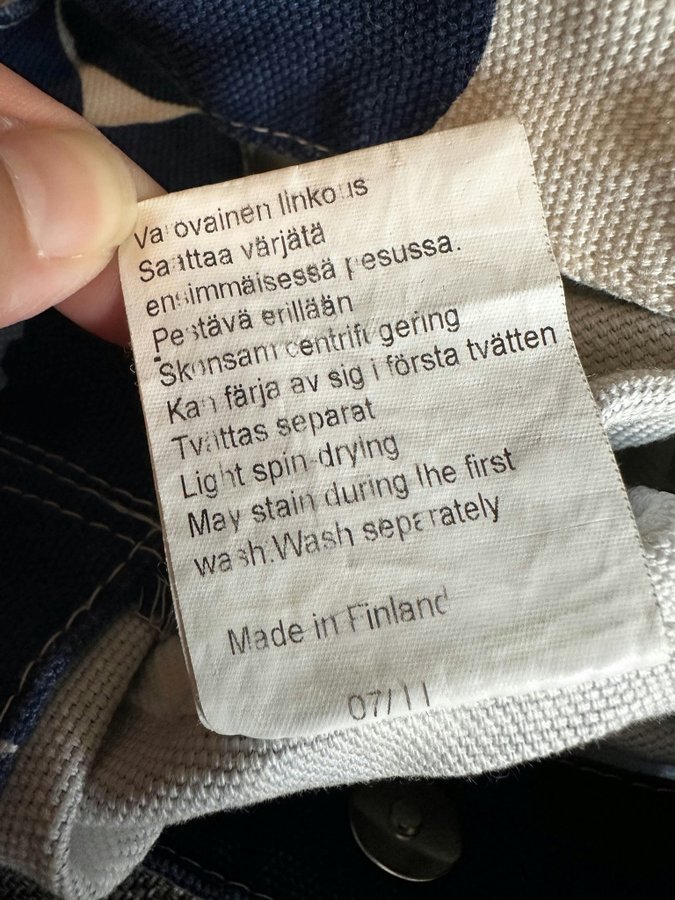 Varovainen linkous
Saattaa värjätä
ensimmäisessä pesussa.
Pestävä erillään
Skonsam centrifugering
Kan färja av sig i första tvätten
Tvättas separat
Light spin-drying
May stain during the first
wash.Wash seperately
Made in Finland
07/11